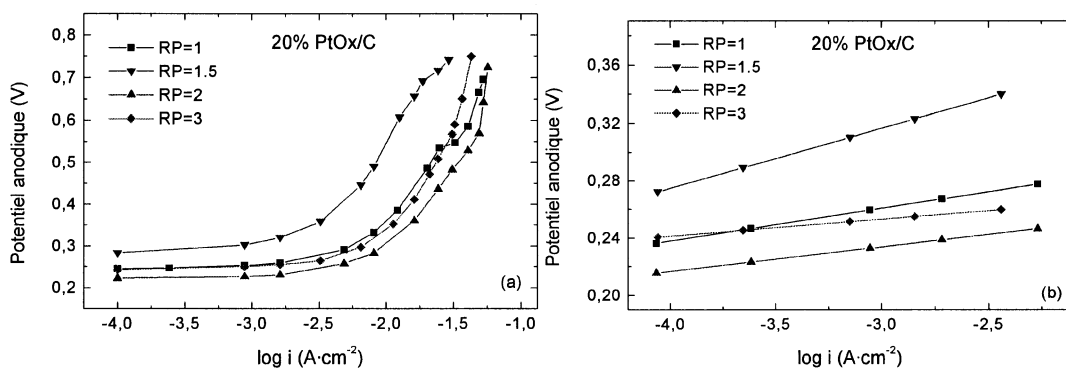 0,8
0,7
0,6
0,5
0,4
0,3
0,2
Potentiel anodique (V)
RP=1
RP=1.5
RP=2
RP=3
20% PtOx/C
(a)
-4,0 -3,5 -3,0 -2,5 -2,0 -1.5 -1,0
log i (A·cm⁻²)
0,36
0,32
0,28
0,24
0,20
Potentiel anodique (V)
RP=1
RP=1.5
RP=2
RP=3
20% PtOx/C
(b)
-4,0 -3,5 -3,0 -2,5
log i (A·cm⁻²)